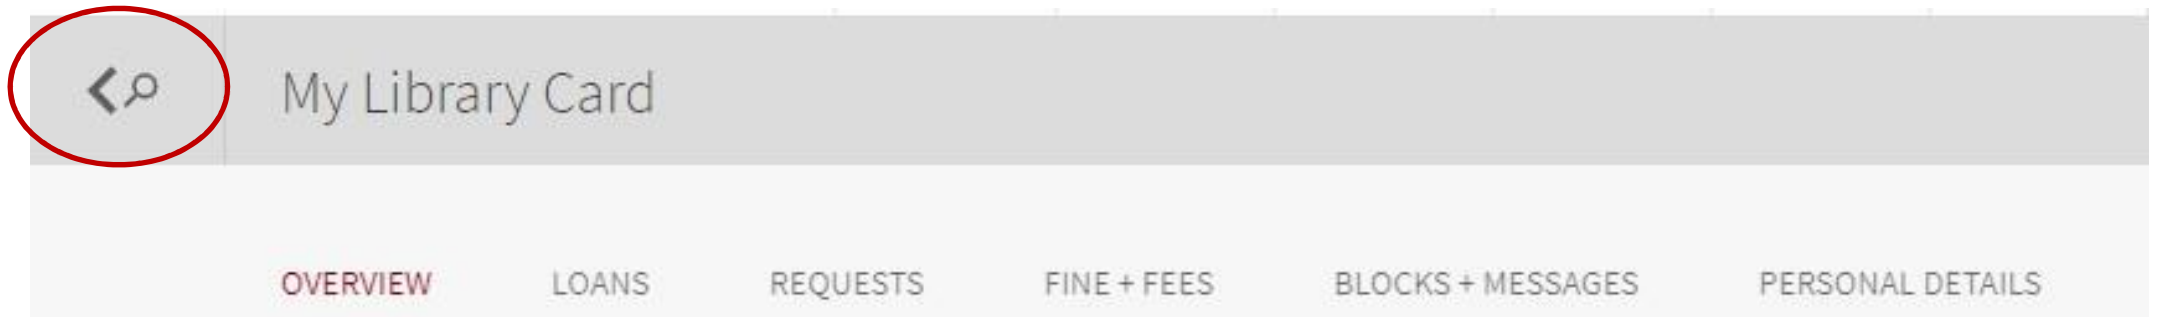 My Library Card
OVERVIEW LOANS REQUESTS FINE + FEES BLOCKS + MESSAGES PERSONAL DETAILS